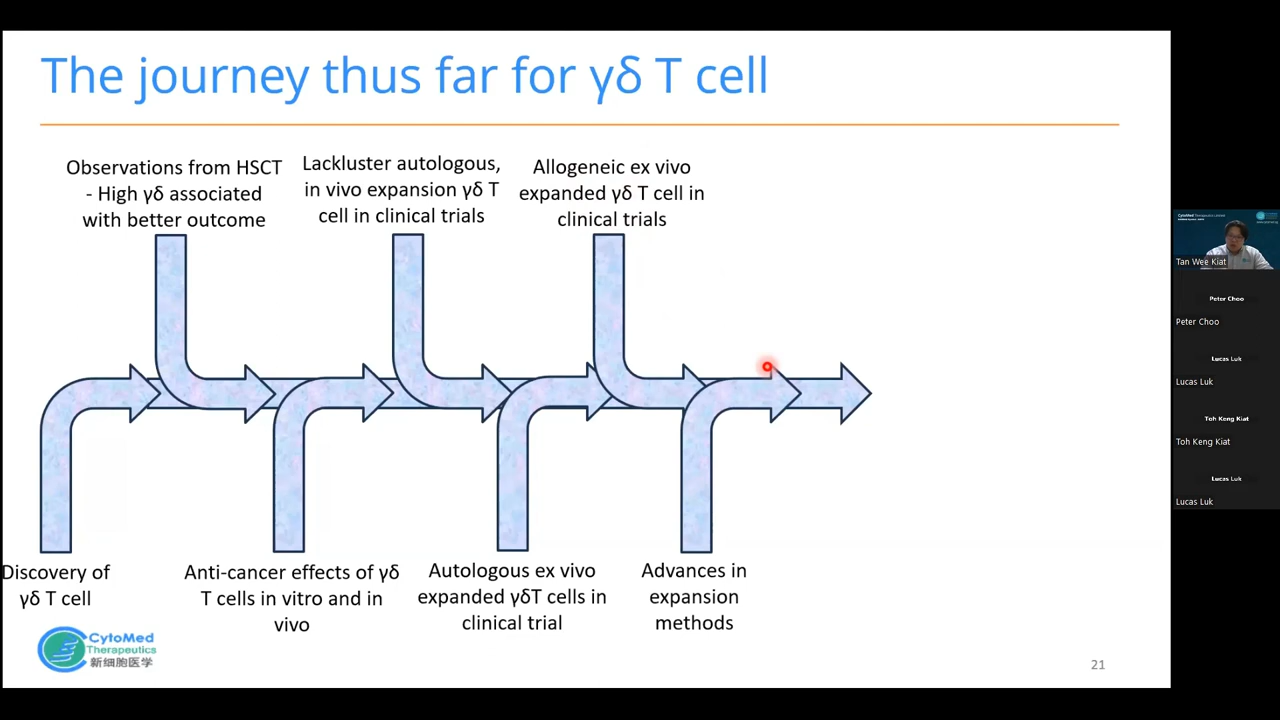 The journey thus far for γδ T cell
Observations from HSCT
- High γδ associated
with better outcome
Lackluster autologous,
in vivo expansion γδ T
cell in clinical trials
Allogeneic ex vivo
expanded γδ T cell in
clinical trials
Discovery of
γδ T cell
Anti-cancer effects of γδ
T cells in vitro and in
vivo
Autologous ex vivo
expanded γδT cells in
clinical trial
Advances in
expansion
methods
CytoMed
Therapeutics
新细胞医学
21
Tan Wee Kiat
Peter Choo
Peter Choo
Lucas Luk
Lucas Luk
Toh Keng Kiat
Toh Keng Kiat
Lucas Luk
Lucas Luk